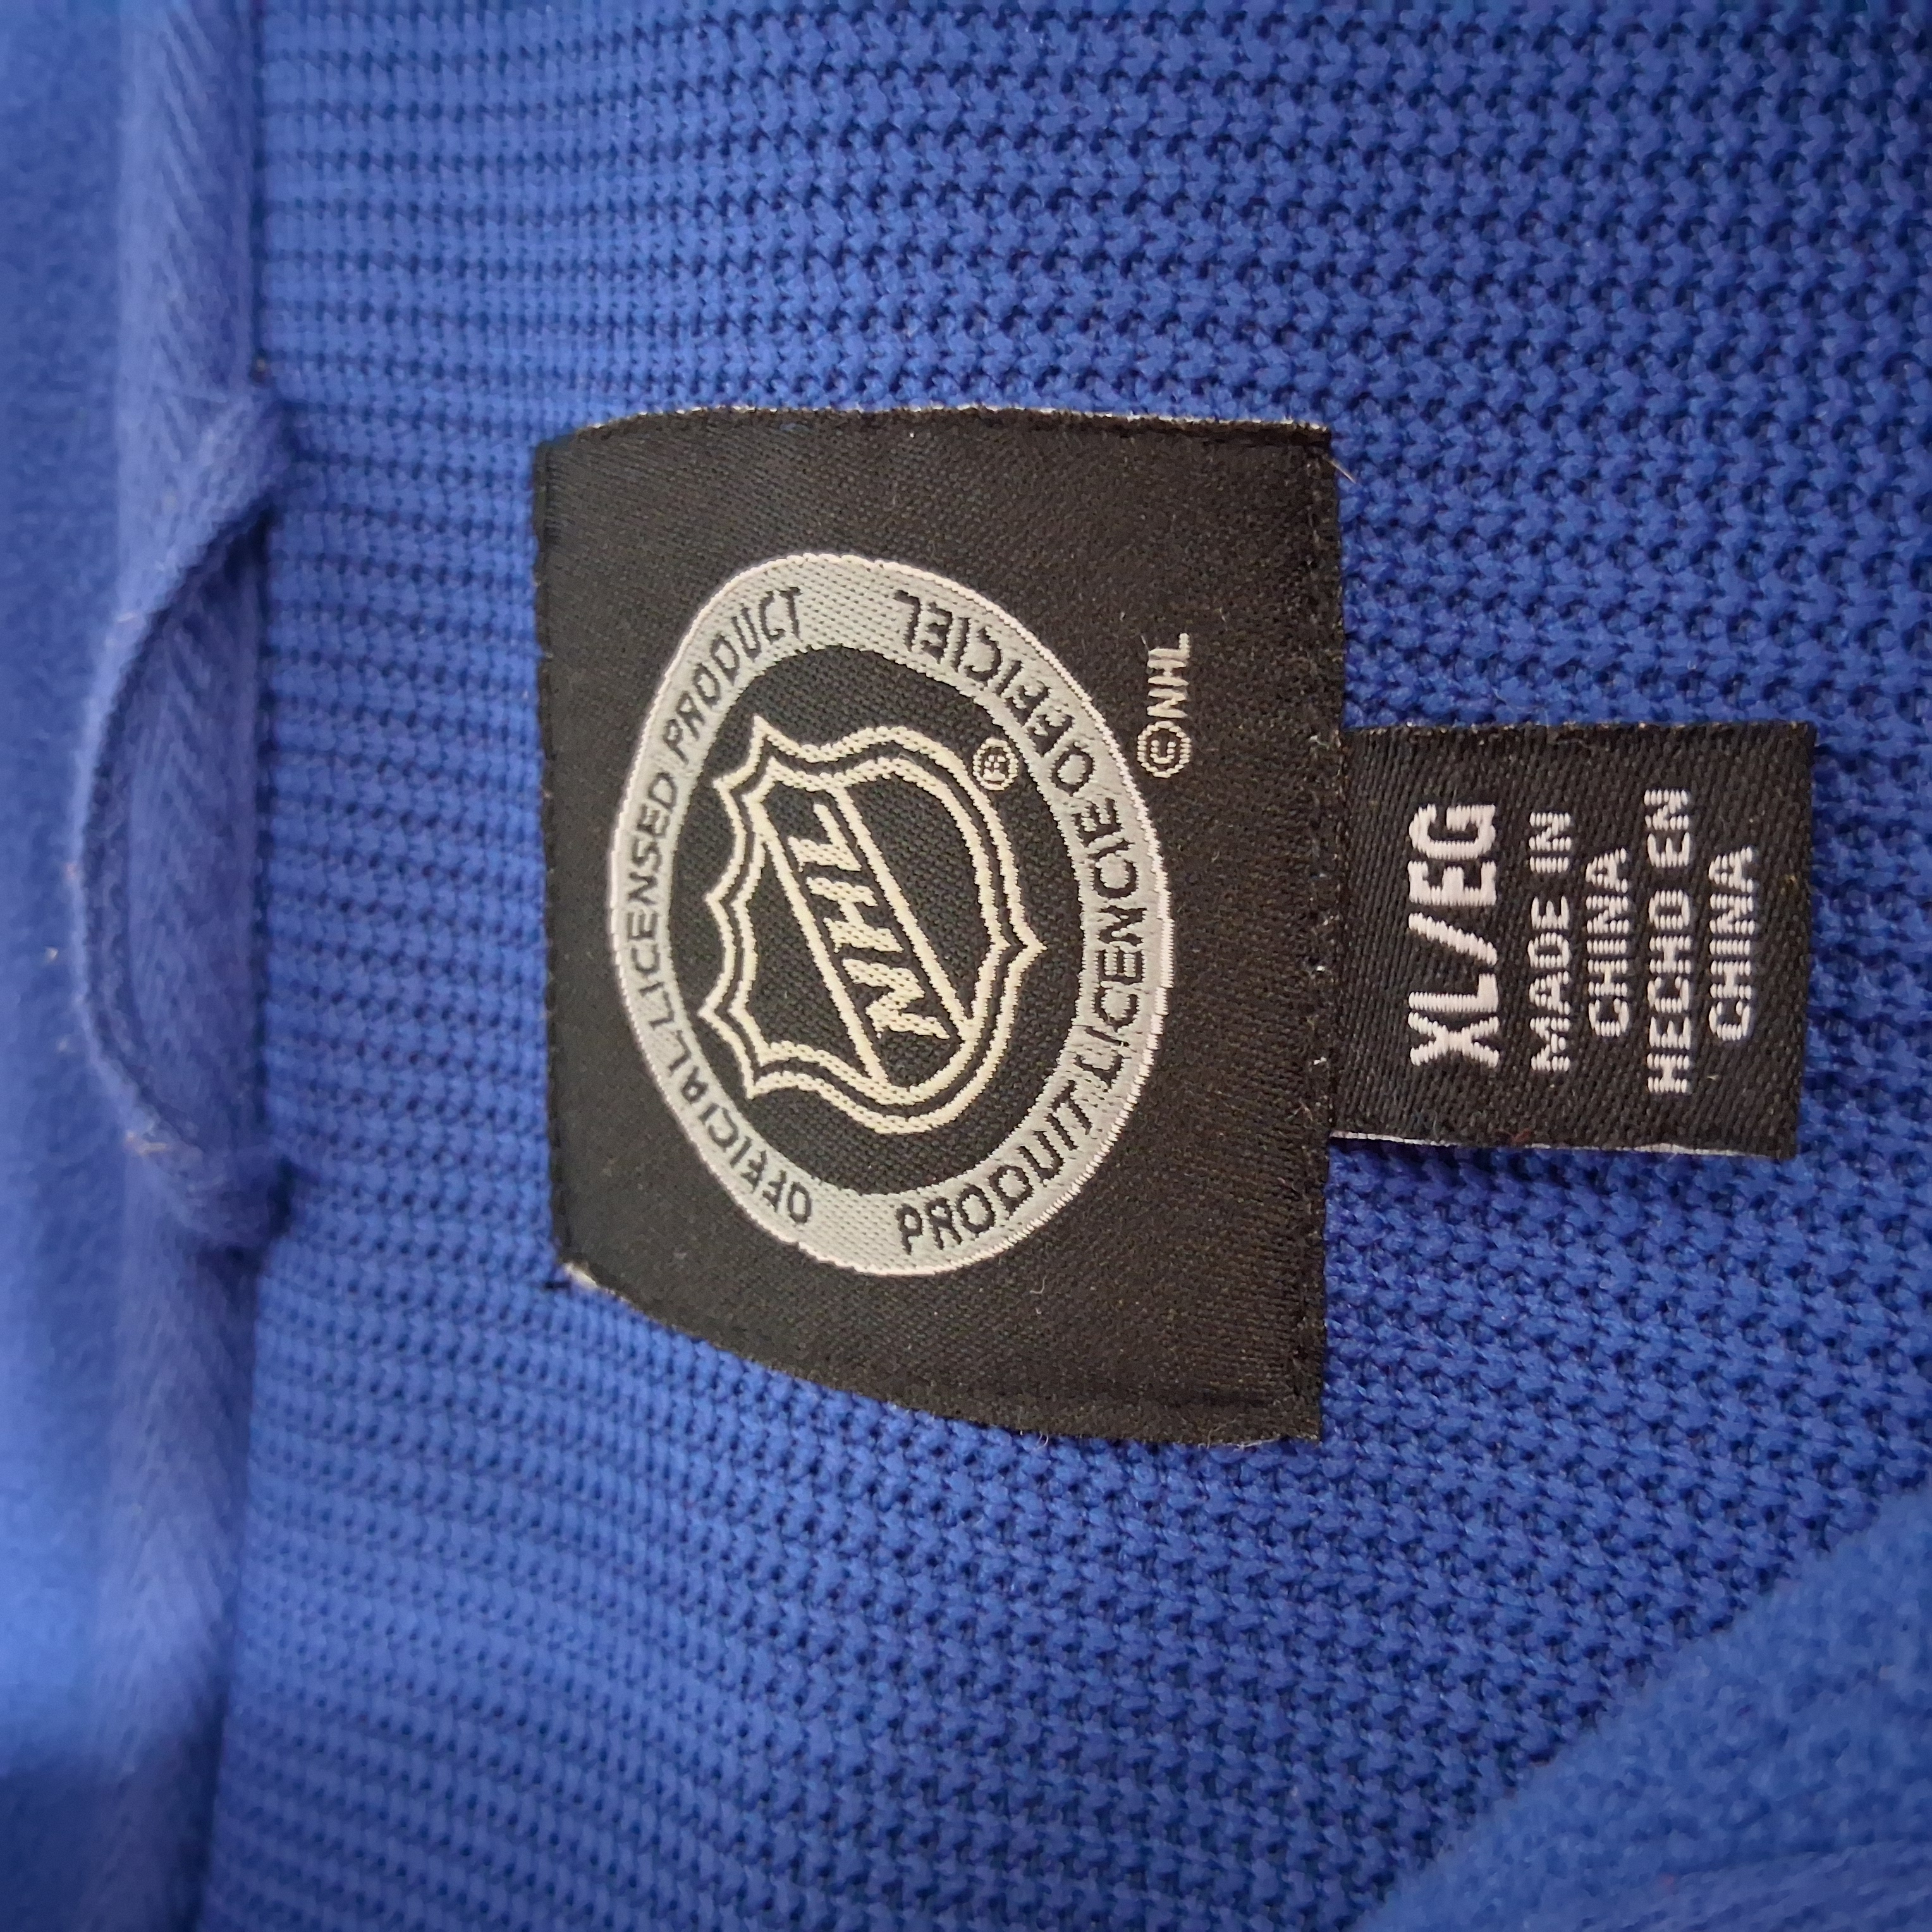 OFFICIAL LICENSED PRODUCT
NHL®
PRODUIT LICENCIE OFFICIEL
©NHL
XL/EG
MADE IN
CHINA
HECHO EN
CHINA